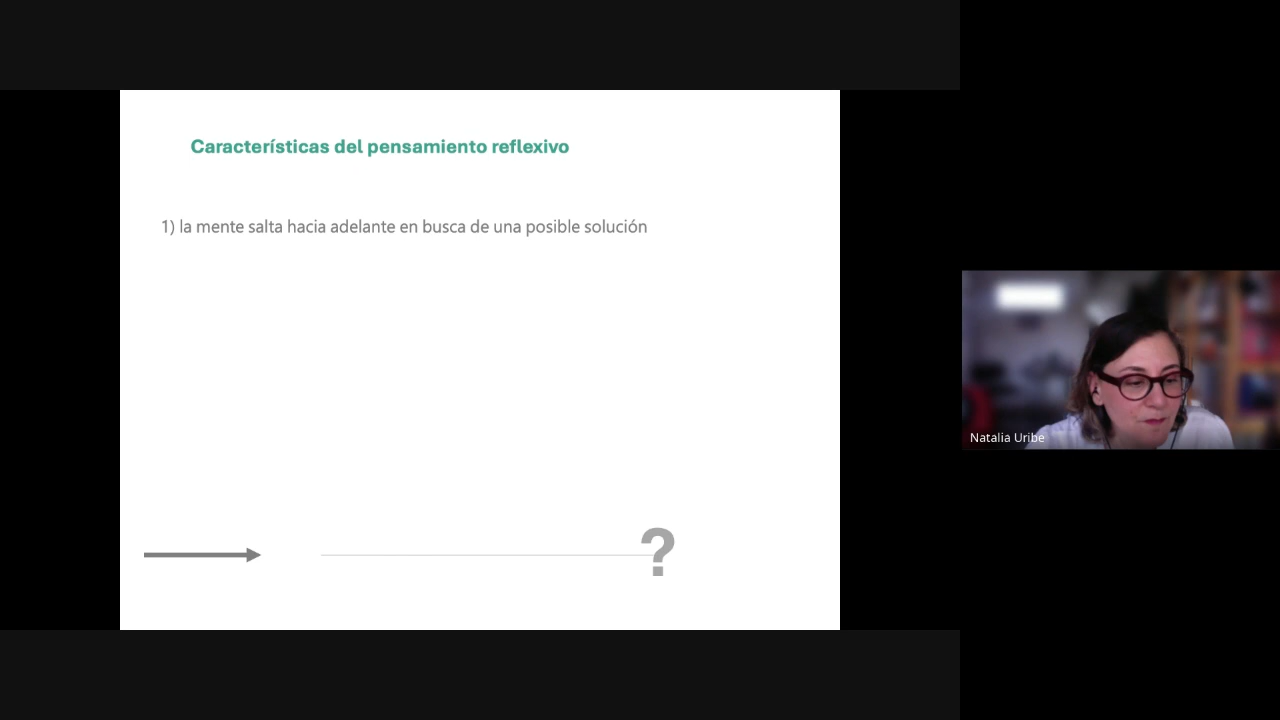 Características del pensamiento reflexivo
1) la mente salta hacia adelante en busca de una posible solución
?
Natalia Uribe